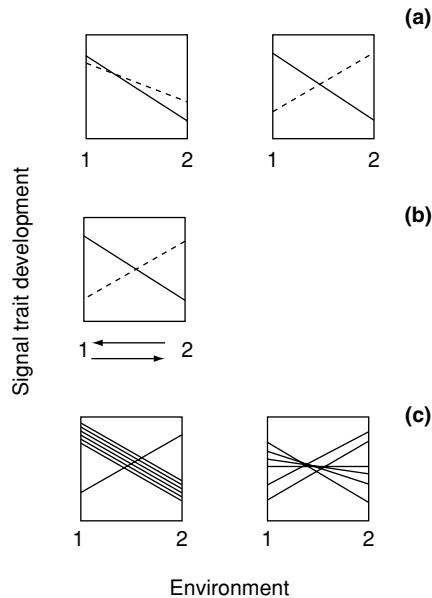 (a)
1 2 1 2
Signal trait development
(b)
1 2
(c)
1 2 1 2
Environment